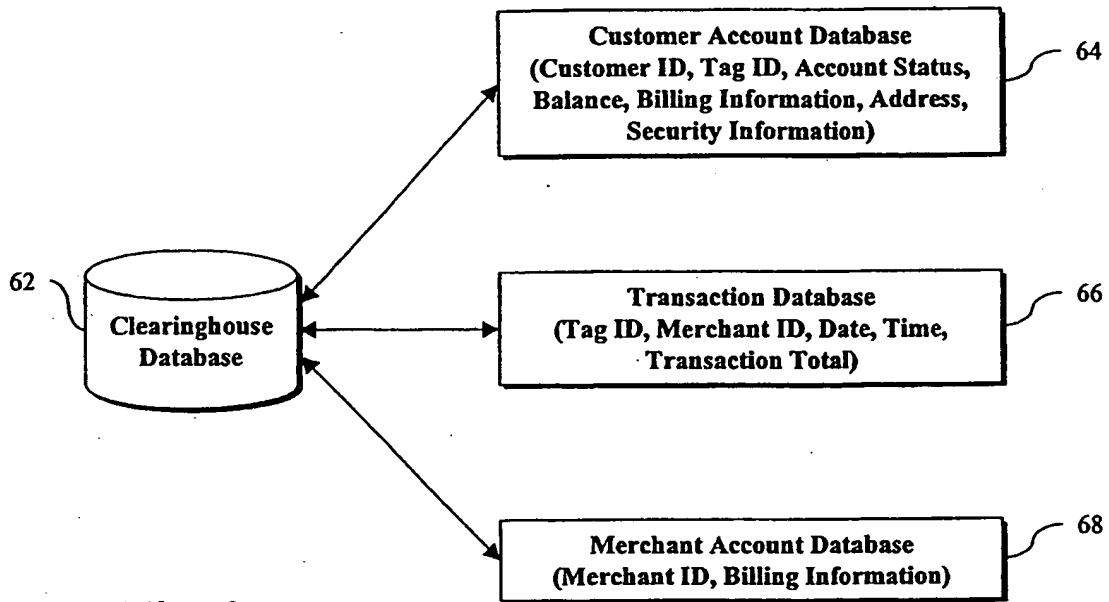 Customer Account Database
(Customer ID, Tag ID, Account Status,
Balance, Billing Information, Address,
Security Information)
64
62
Clearinghouse
Database
Transaction Database
(Tag ID, Merchant ID, Date, Time,
Transaction Total)
66
Merchant Account Database
(Merchant ID, Billing Information)
68